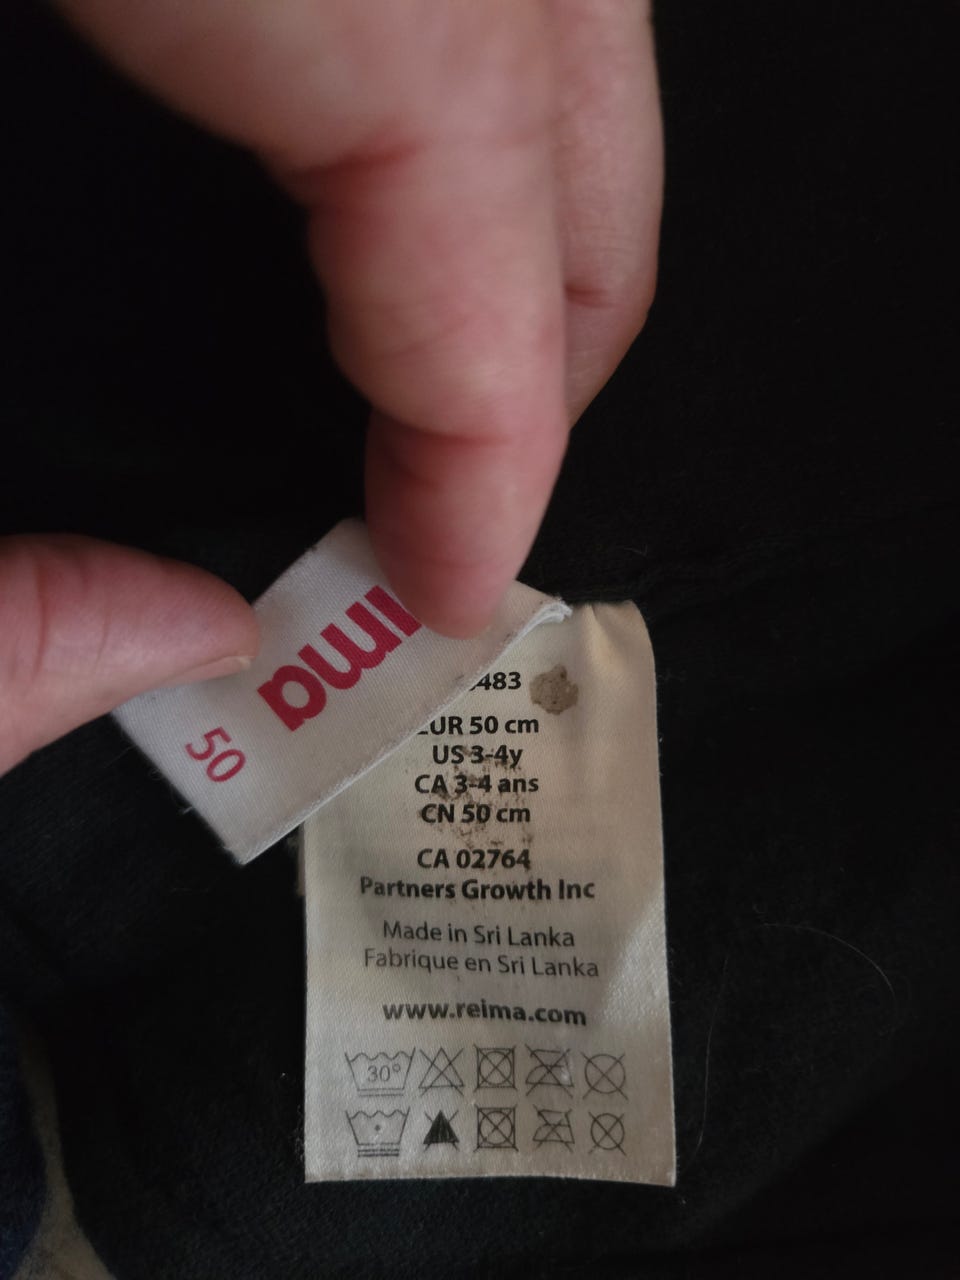 ima
50
483
EUR 50 cm
US 3-4y
CA 3-4 ans
CN 50 cm
CA 02764
Partners Growth Inc
Made in Sri Lanka
Fabrique en Sri Lanka
www.reima.com
30°